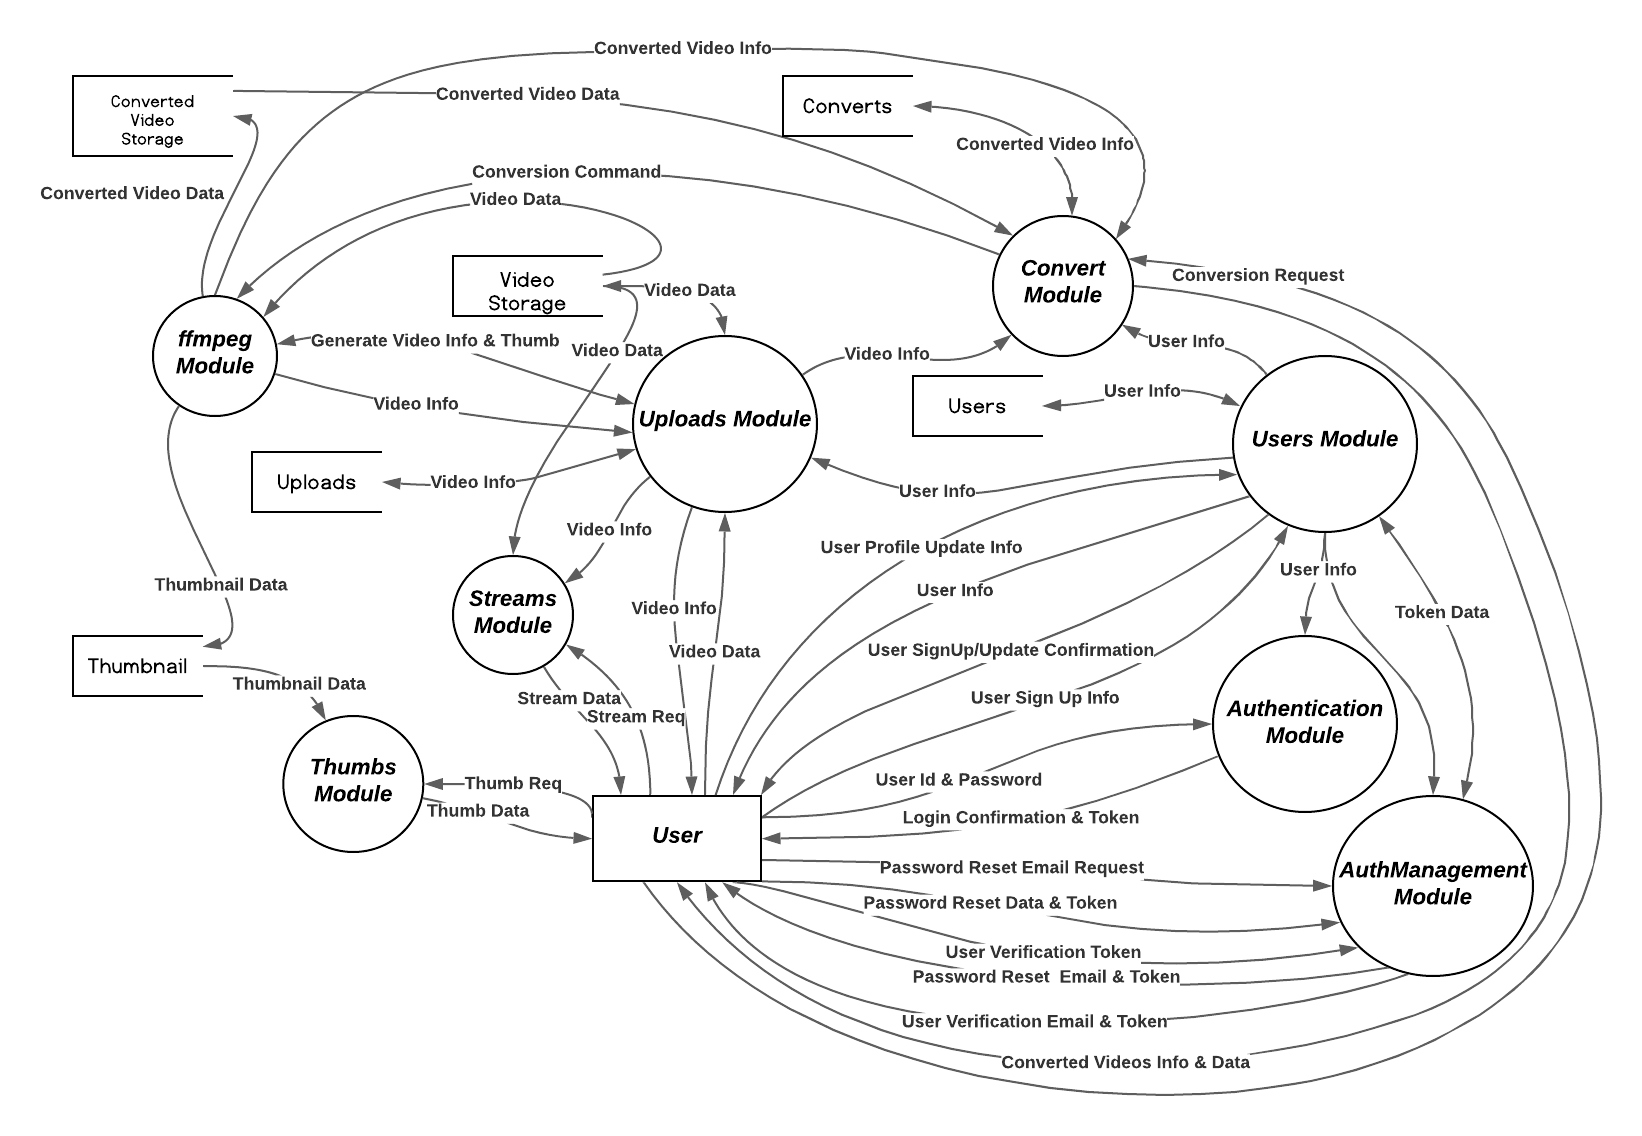 Converted Video Info
Converted
Video
Storage
Converted Video Data
Converts
Converted Video Info
Conversion Command
Converted Video Data
Video Data
Video
Storage
Convert
Module
Conversion Request
Video Data
ffmpeg
Module
Generate Video Info & Thumb
Video Data
Video Info
User Info
User Info
Users
Video Info
Uploads Module
Users Module
Uploads
Video Info
User Info
Video Info
User Profile Update Info
User Info
Thumbnail Data
User Info
Streams
Module
Video Info
Token Data
Video Data
User SignUp/Update Confirmation
Thumbnail
Thumbnail Data
Stream Data
Stream Req
User Sign Up Info
Authentication
Module
Thumbs
Module
Thumb Req
Thumb Data
User Id & Password
Login Confirmation & Token
User
Password Reset Email Request
AuthManagement
Module
Password Reset Data & Token
User Verification Token
Password Reset  Email & Token
User Verification Email & Token
Converted Videos Info & Data